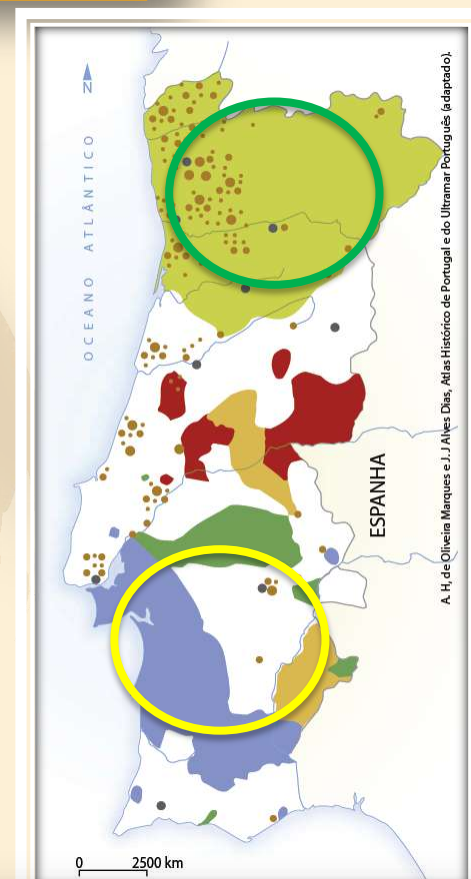 N
OCEANO ATLÂNTICO
ESPANHA
A. H, de Oliveira Marques e J. J Alves Dias, Atlas Histórico de Portugal e do Ultramar Português (adaptado).
0 2500 km